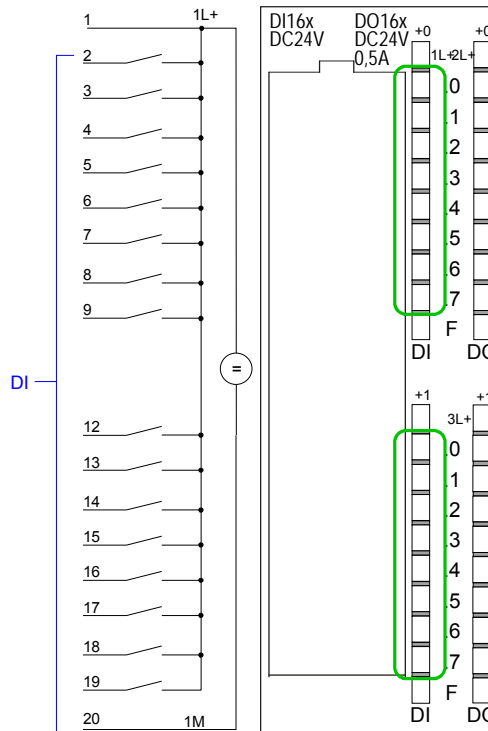 1 1L+
2
3
4
5
6
7
8
9
DI
12
13
14
15
16
17
18
19
20 1M
DI16x DO16x
DC24V DC24V
0,5A
+0 +0
1L+ 2L+
.0
.1
.2
.3
.4
.5
.6
.7
F
DI DO
+1 +1
3L+
.0
.1
.2
.3
.4
.5
.6
.7
F
DI DO
=